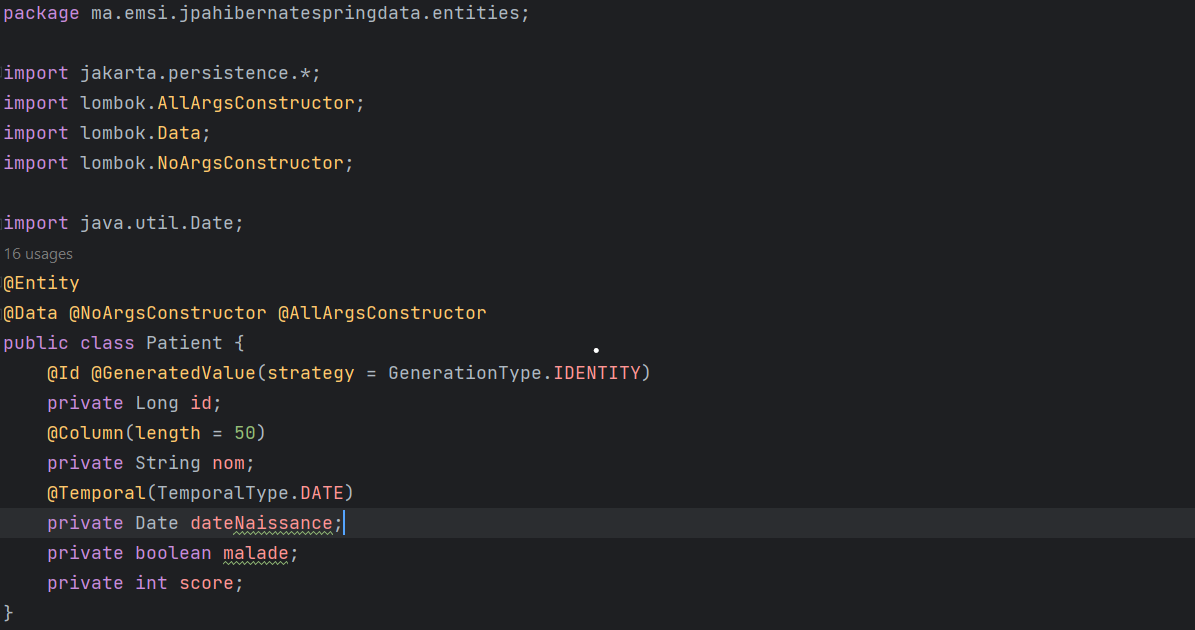 package ma.emsi.jpahibernatespringdata.entities;
import jakarta.persistence.*;
import lombok.AllArgsConstructor;
import lombok.Data;
import lombok.NoArgsConstructor;
import java.util.Date;
16 usages
@Entity
@Data @NoArgsConstructor @AllArgsConstructor
public class Patient {
    @Id @GeneratedValue(strategy = GenerationType.IDENTITY)
    private Long id;
    @Column(length = 50)
    private String nom;
    @Temporal(TemporalType.DATE)
    private Date dateNaissance;
    private boolean malade;
    private int score;
}